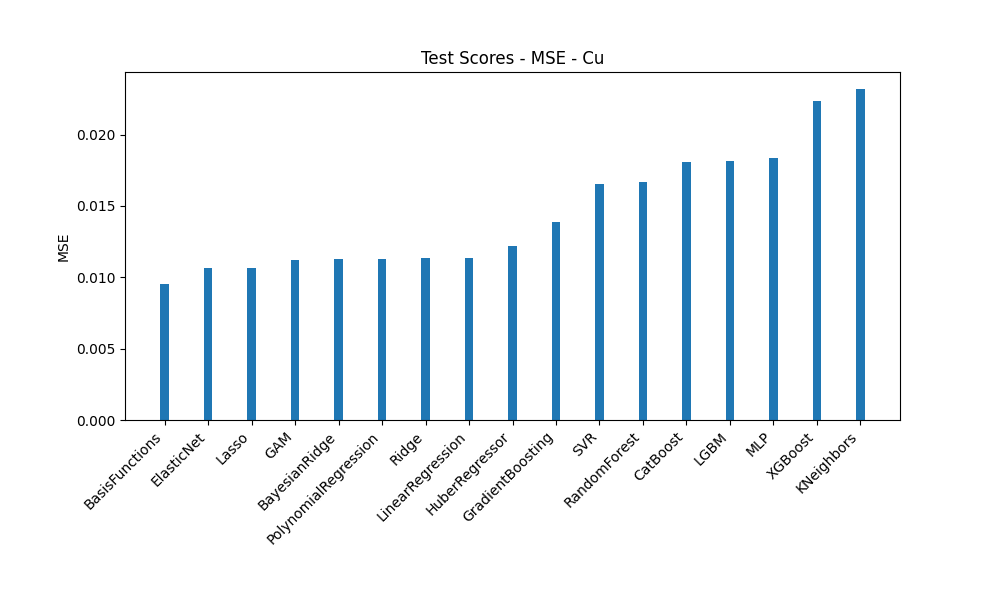 Test Scores - MSE - Cu
MSE
0.020
0.015
0.010
0.005
0.000
BasisFunctions
ElasticNet
Lasso
GAM
BayesianRidge
PolynomialRegression
Ridge
LinearRegression
HuberRegressor
GradientBoosting
SVR
RandomForest
CatBoost
LGBM
MLP
XGBoost
KNeighbors